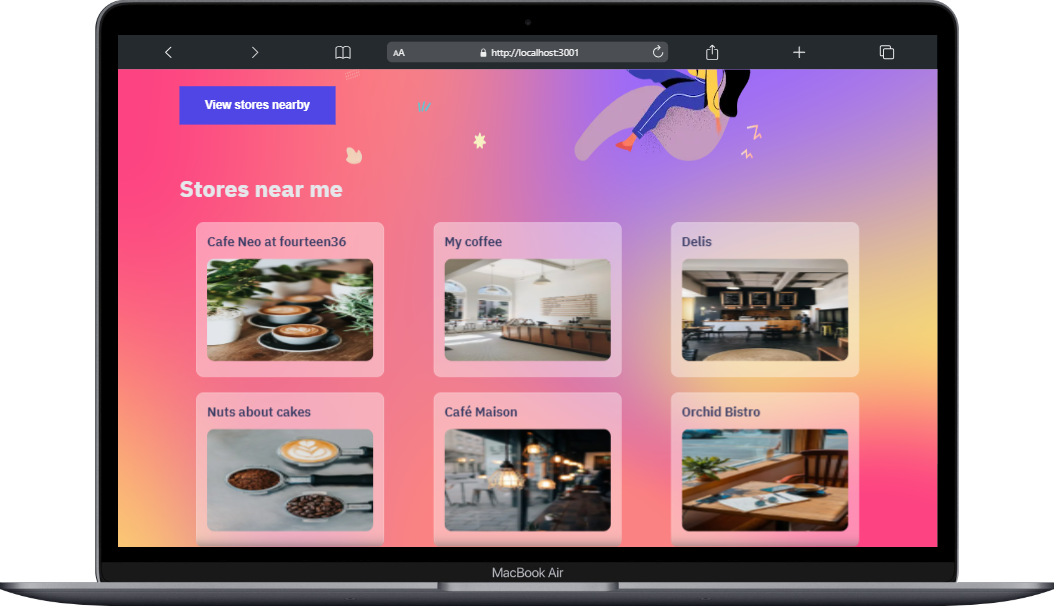 AA
http://localhost:3001
View stores nearby
Stores near me
Cafe Neo at fourteen36
My coffee
Delis
Nuts about cakes
Café Maison
Orchid Bistro
MacBook Air